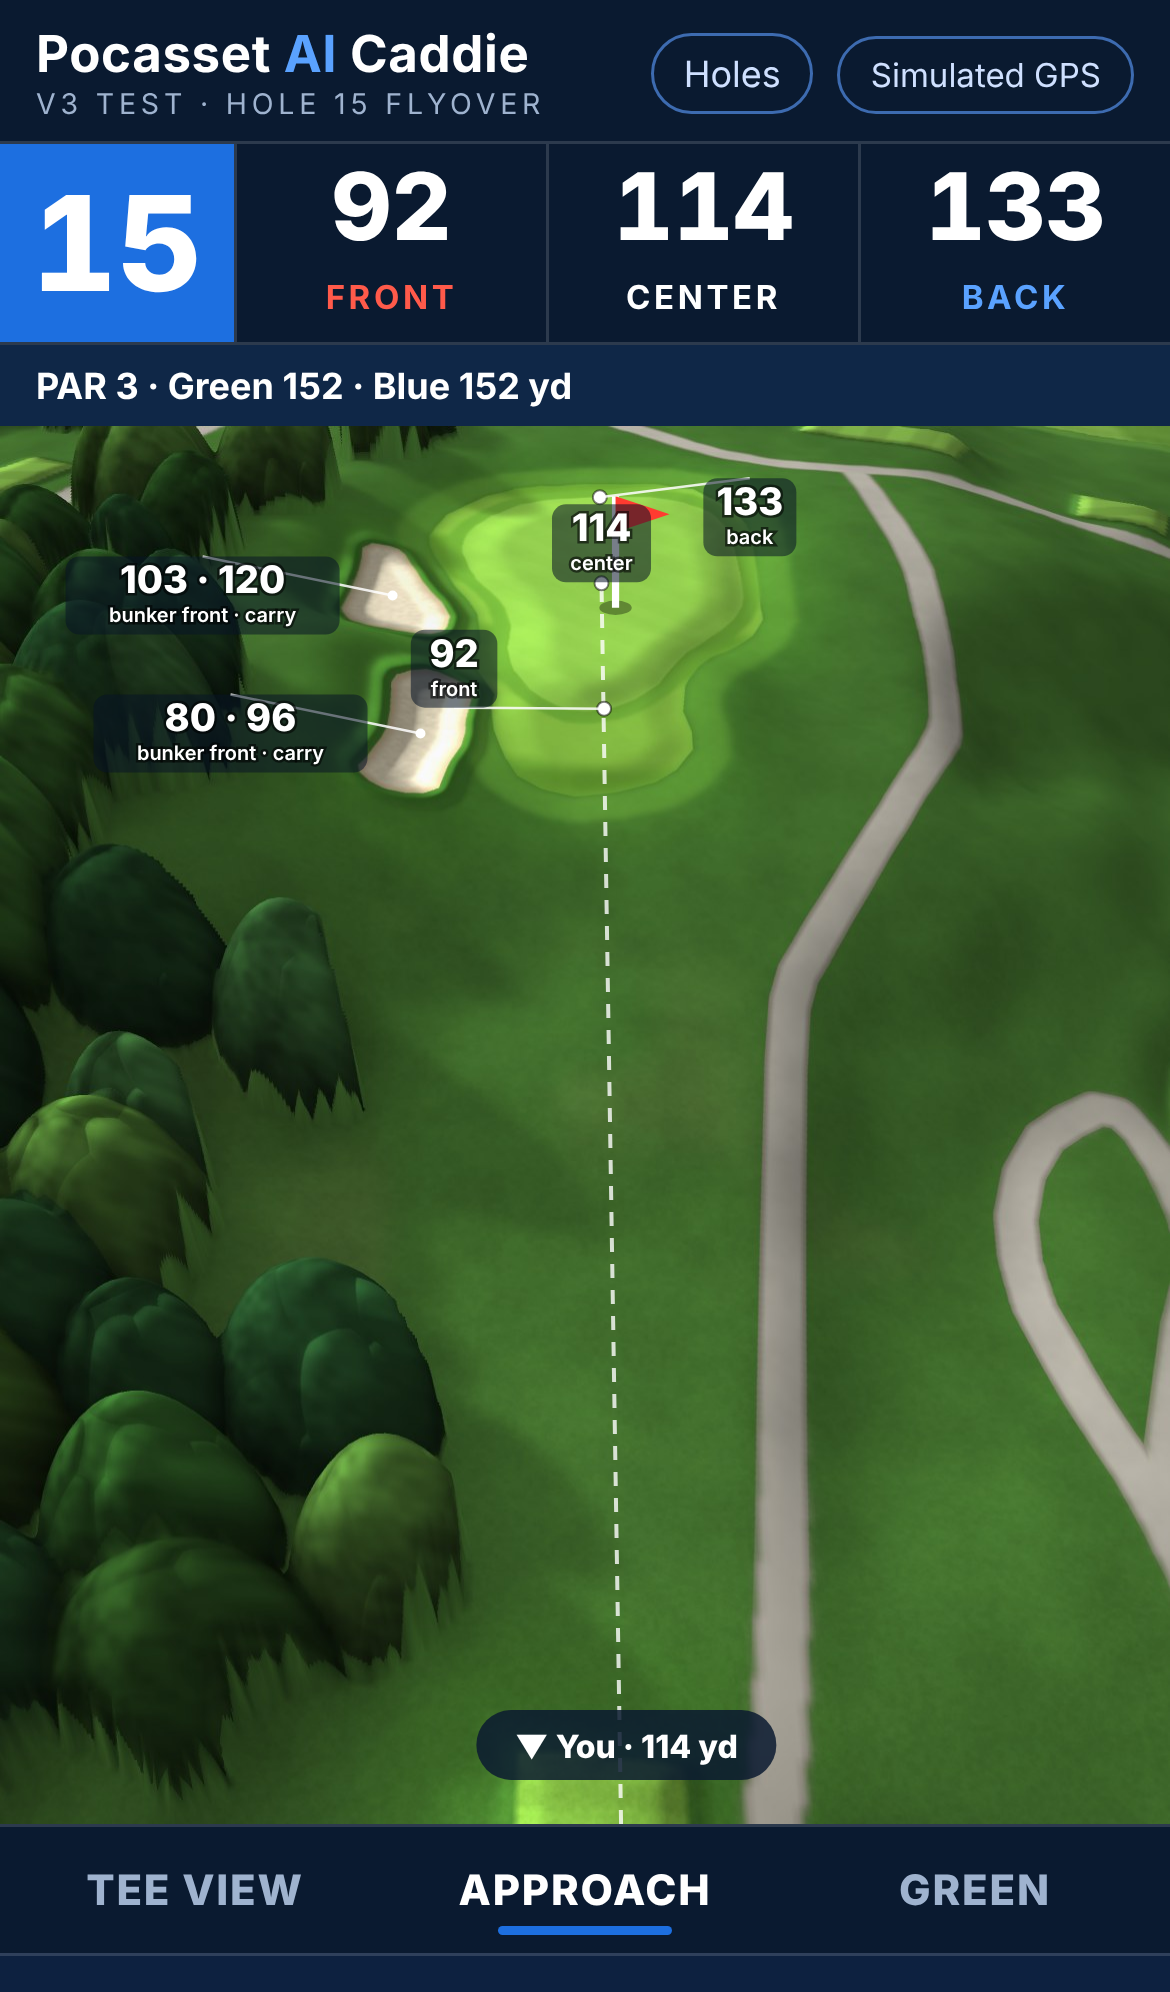 Pocasset AI Caddie
V3 TEST · HOLE 15 FLYOVER
Holes
Simulated GPS
15
92
FRONT
114
CENTER
133
BACK
PAR 3 · Green 152 · Blue 152 yd
133
back
114
center
103 · 120
bunker front · carry
92
front
80 · 96
bunker front · carry
▼ You · 114 yd
TEE VIEW
APPROACH
GREEN